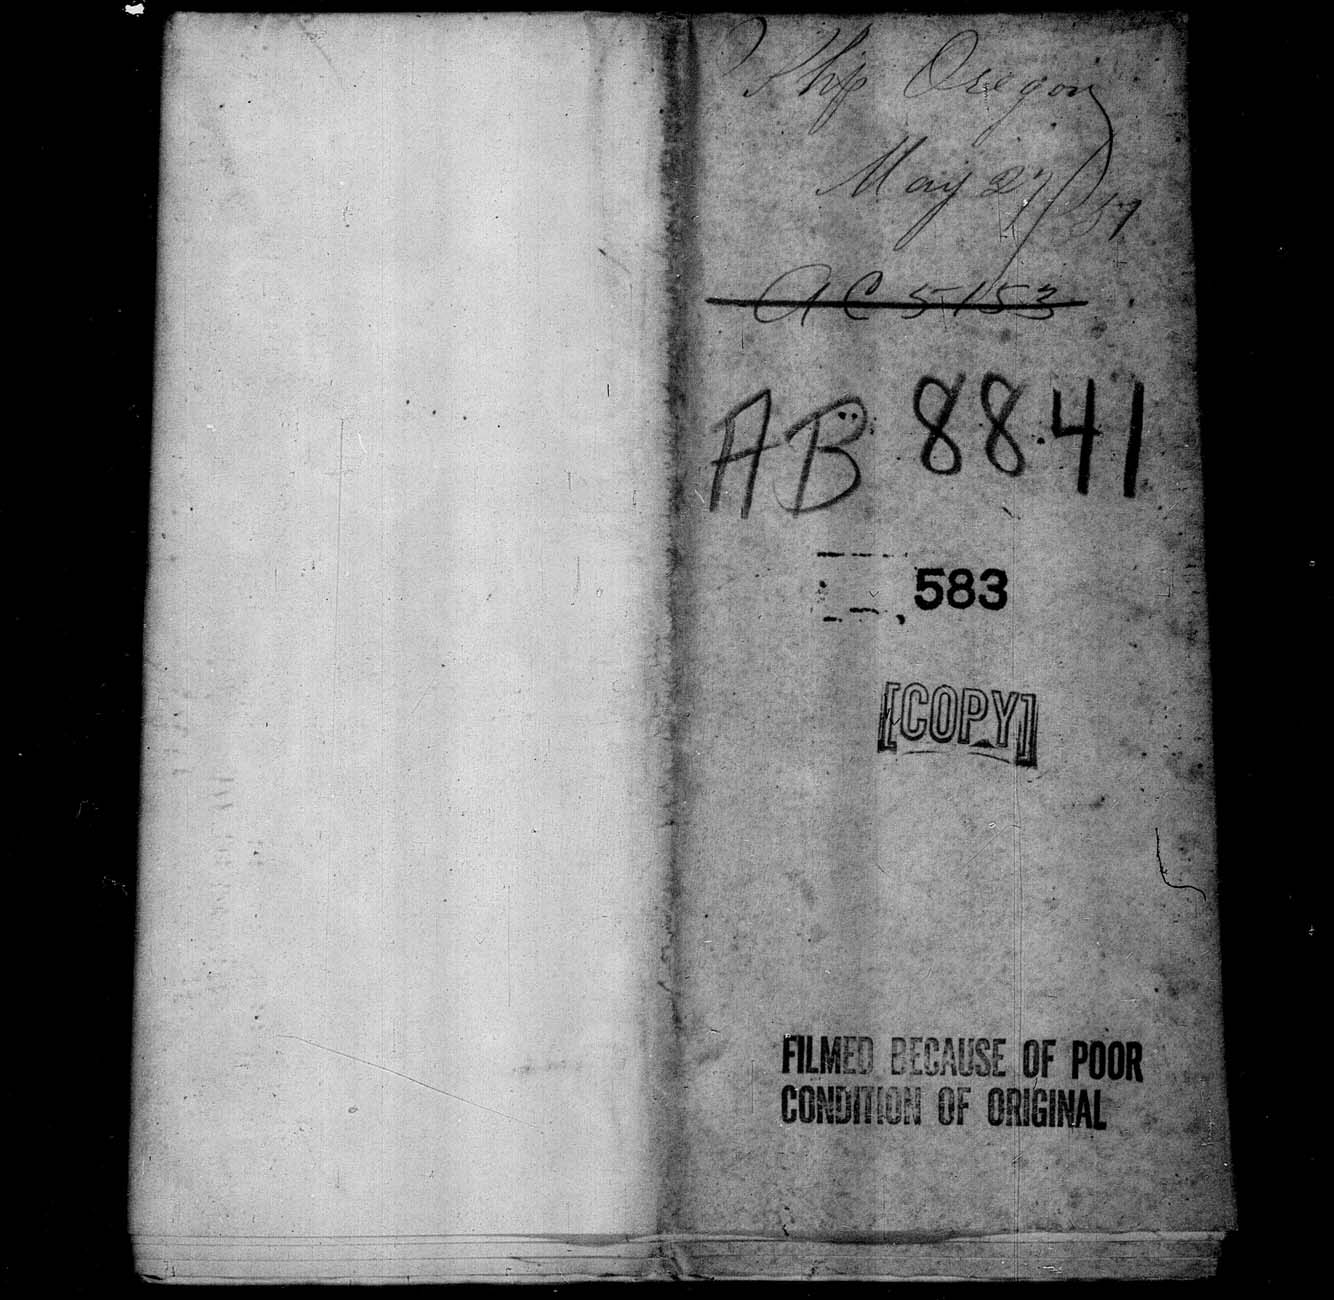 Ship Oregon
May 27/57
AC 5153
AB 8841
583
[COPY]
FILMED BECAUSE OF POOR
CONDITION OF ORIGINAL